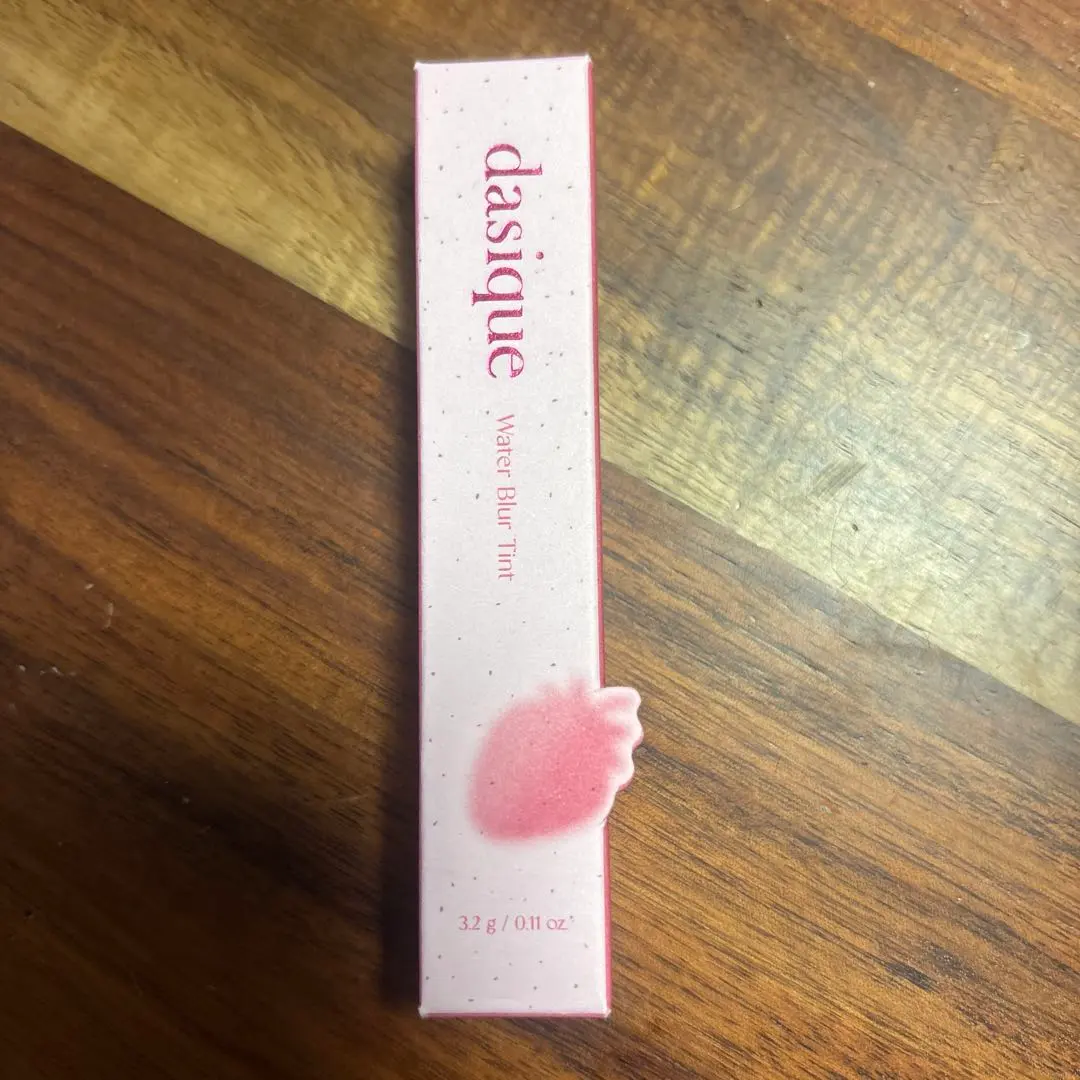 dasique
Water Blur Tint
3.2 g / 0.11 oz.